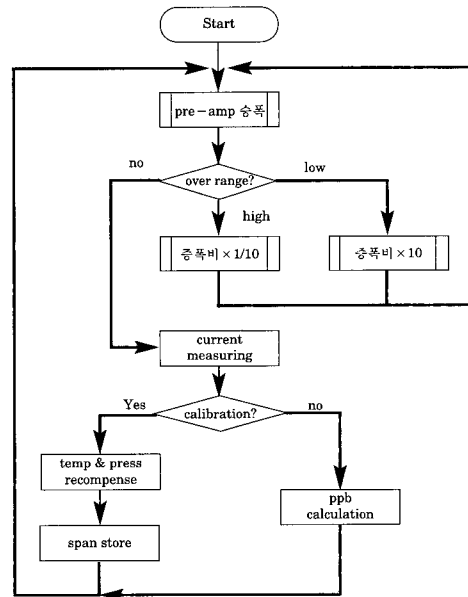 Start
pre-amp 증폭
no
over range?
low
high
증폭비 × 1/10
증폭비 × 10
current
measuring
Yes
calibration?
no
temp & press
recompense
ppb
calculation
span store